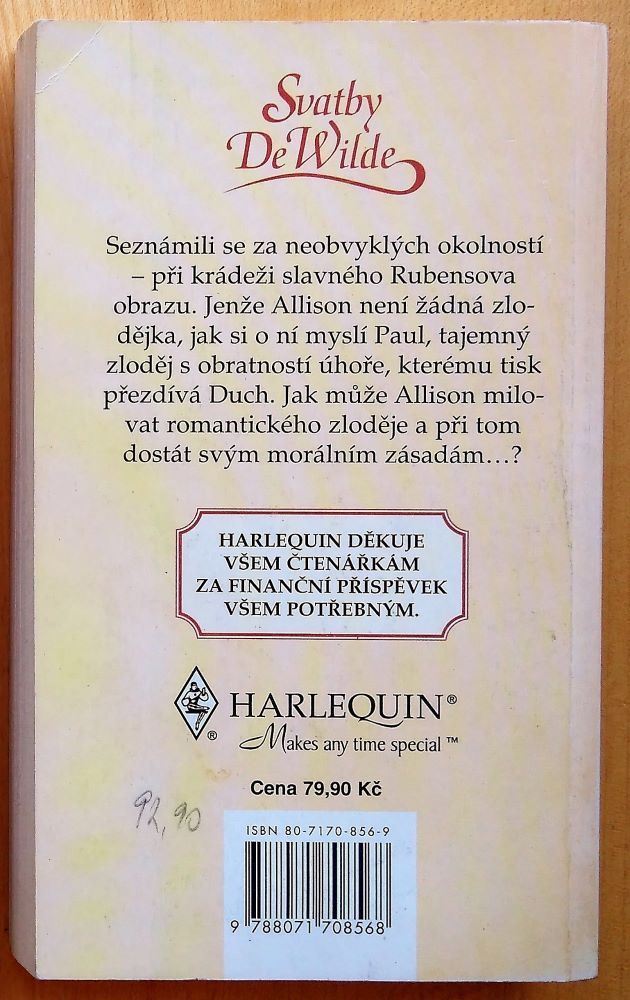 Svatby
DeWilde
Seznámili se za neobvyklých okolností
– při krádeži slavného Rubensova
obrazu. Jenže Allison není žádná zlo-
dějka, jak si o ní myslí Paul, tajemný
zloděj s obratností úhoře, kterému tisk
přezdívá Duch. Jak může Allison milo-
vat romantického zloděje a při tom
dostát svým morálním zásadám…?
HARLEQUIN DĚKUJE
VŠEM ČTENÁŘKÁM
ZA FINANČNÍ PŘÍSPĚVEK
VŠEM POTŘEBNÝM.
® HARLEQUIN®
Makes any time special ™
Cena 79,90 Kč
92,90
ISBN 80-7170-856-9
9 788071 708568